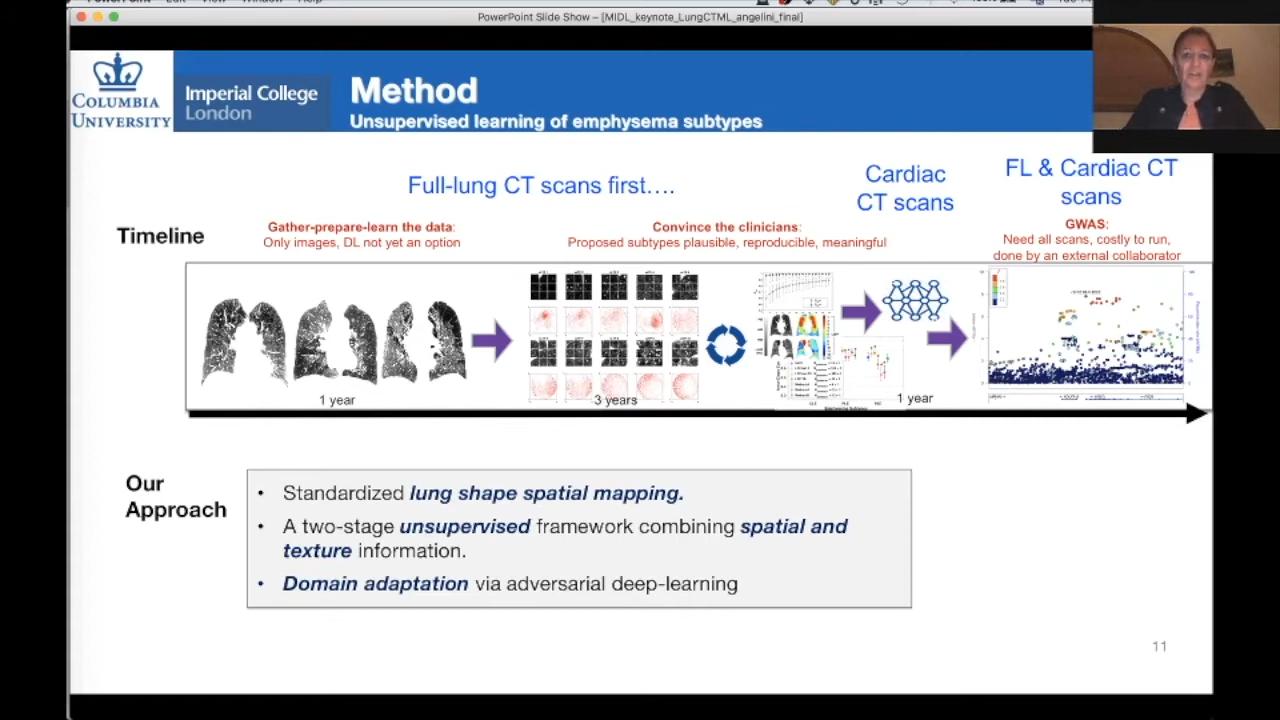 PowerPoint Slide Show – [MIDL_keynote_LungCTML_angelini_final]
COLUMBIA
UNIVERSITY
Imperial College
London
Method
Unsupervised learning of emphysema subtypes
Full-lung CT scans first….
Cardiac
CT scans
FL & Cardiac CT
scans
Timeline
Gather-prepare-learn the data:
Only images, DL not yet an option
Convince the clinicians:
Proposed subtypes plausible, reproducible, meaningful
GWAS:
Need all scans, costly to run,
done by an external collaborator
1 year
3 years
1 year
Our
Approach
• Standardized lung shape spatial mapping.
• A two-stage unsupervised framework combining spatial and
texture information.
• Domain adaptation via adversarial deep-learning
11